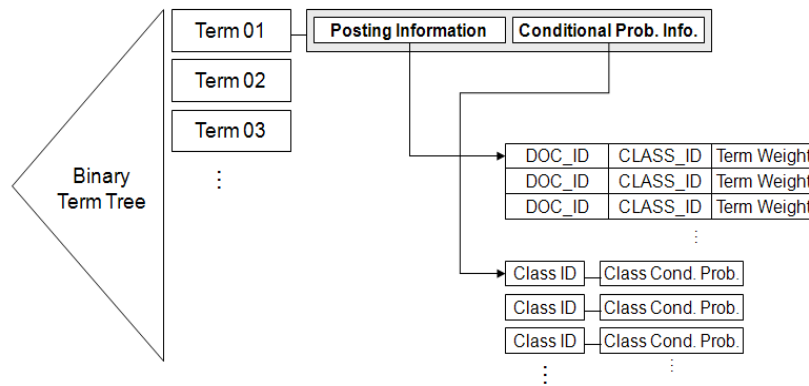 Term 01
Posting Information
Conditional Prob. Info.
Term 02
Term 03
⋮
Binary
Term Tree
DOC_ID CLASS_ID Term Weight
DOC_ID CLASS_ID Term Weight
DOC_ID CLASS_ID Term Weight
⋮
Class ID Class Cond. Prob.
Class ID Class Cond. Prob.
Class ID Class Cond. Prob.
⋮ ⋮